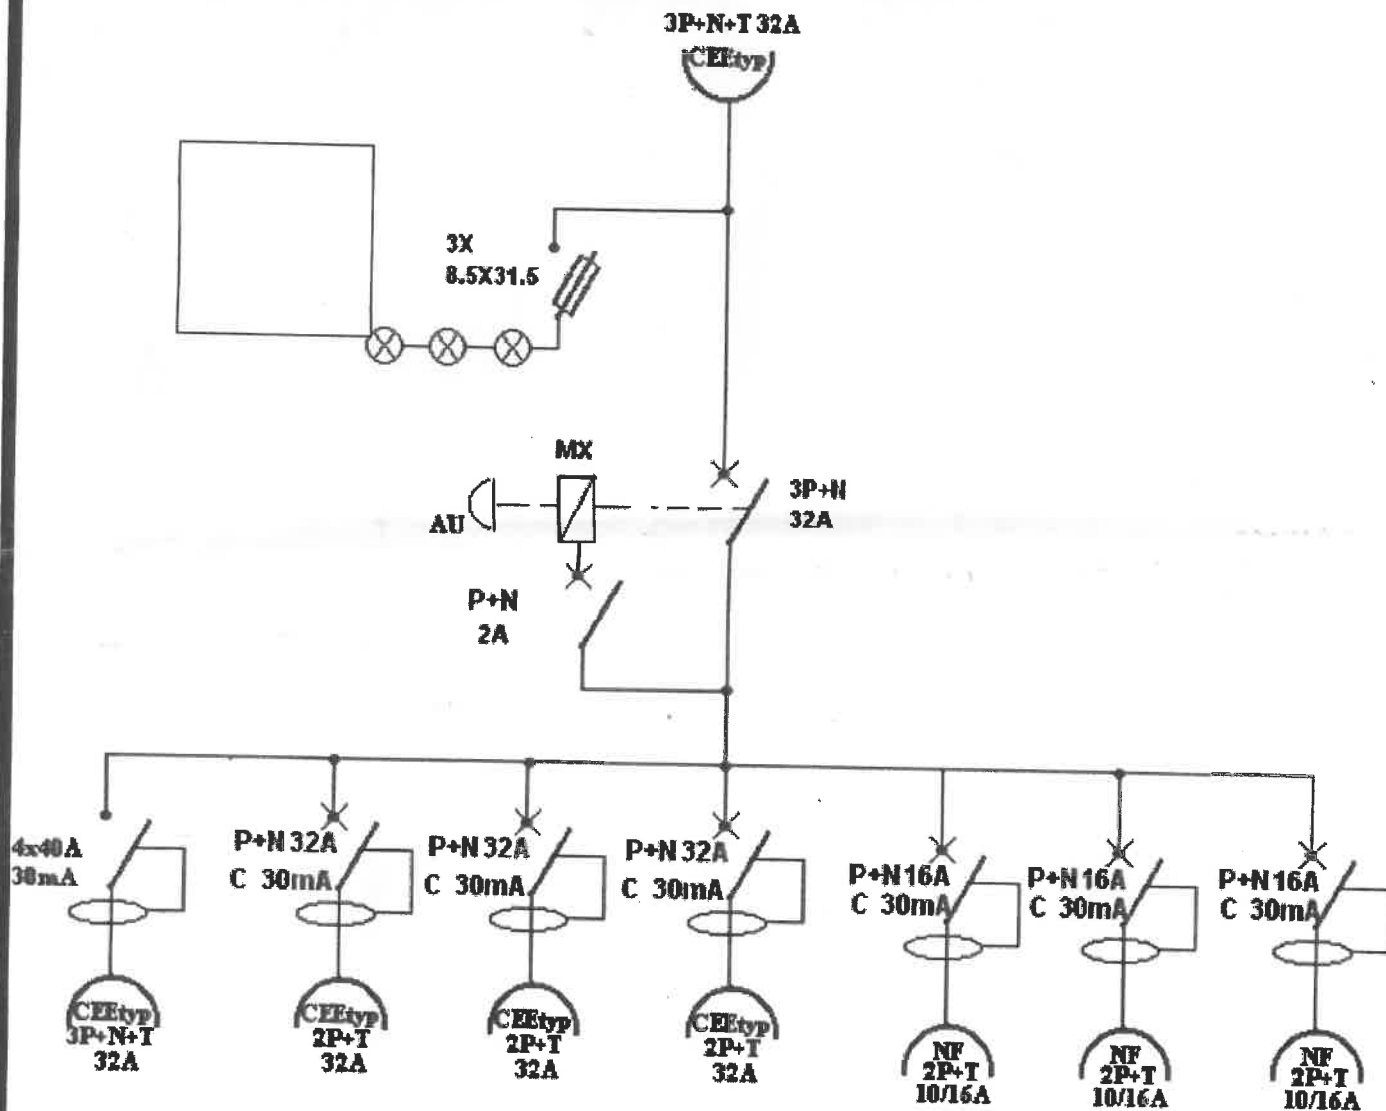 3P+N+T 32A
CEEtyp
3X
8.5X31.5
MX
AU
3P+N
32A
P+N
2A
4x40A
30mA
P+N 32A
C 30mA
P+N 32A
C 30mA
P+N 32A
C 30mA
P+N 16A
C 30mA
P+N 16A
C 30mA
P+N 16A
C 30mA
CEEtyp
3P+N+T
32A
CEEtyp
2P+T
32A
CEEtyp
2P+T
32A
CEEtyp
2P+T
32A
NF
2P+T
10/16A
NF
2P+T
10/16A
NF
2P+T
10/16A